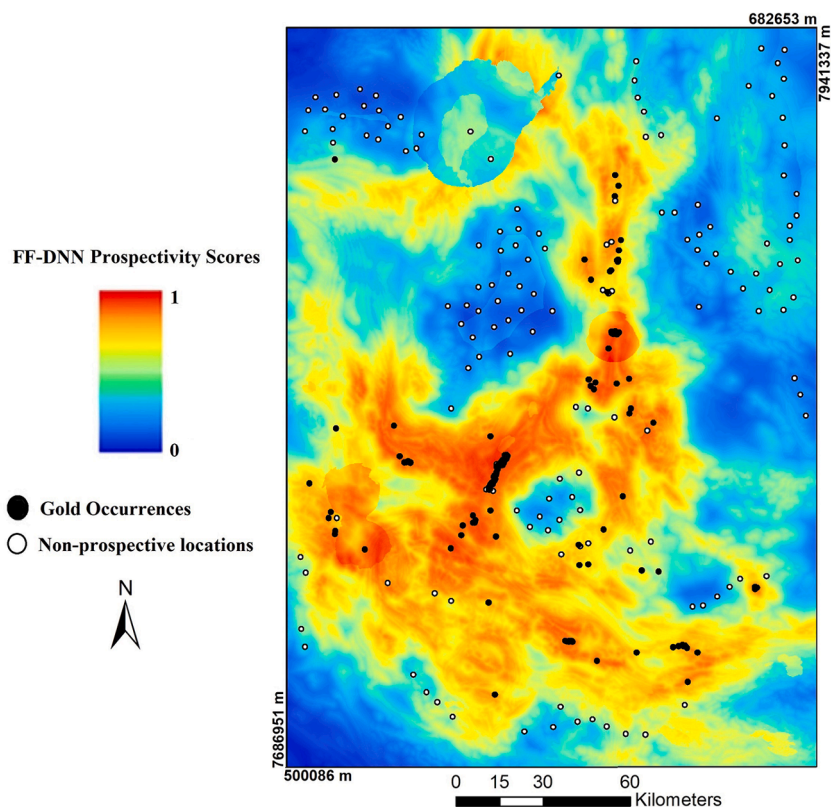 682653 m
7941337 m
FF-DNN Prospectivity Scores
1
0
Gold Occurrences
Non-prospective locations
N
7686951 m
500086 m
0 15 30 60
Kilometers